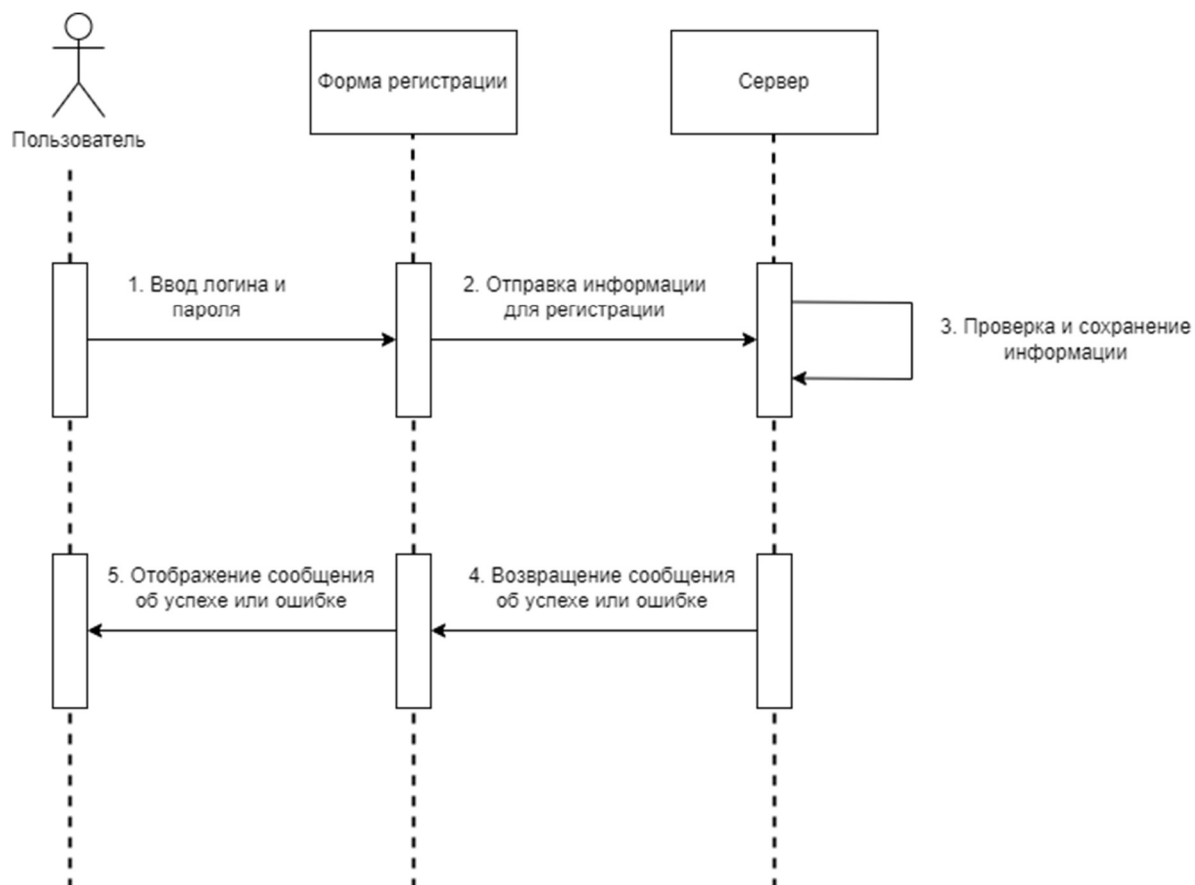 Пользователь
Форма регистрации
Сервер
1. Ввод логина и
пароля
2. Отправка информации
для регистрации
3. Проверка и сохранение
информации
5. Отображение сообщения
об успехе или ошибке
4. Возвращение сообщения
об успехе или ошибке